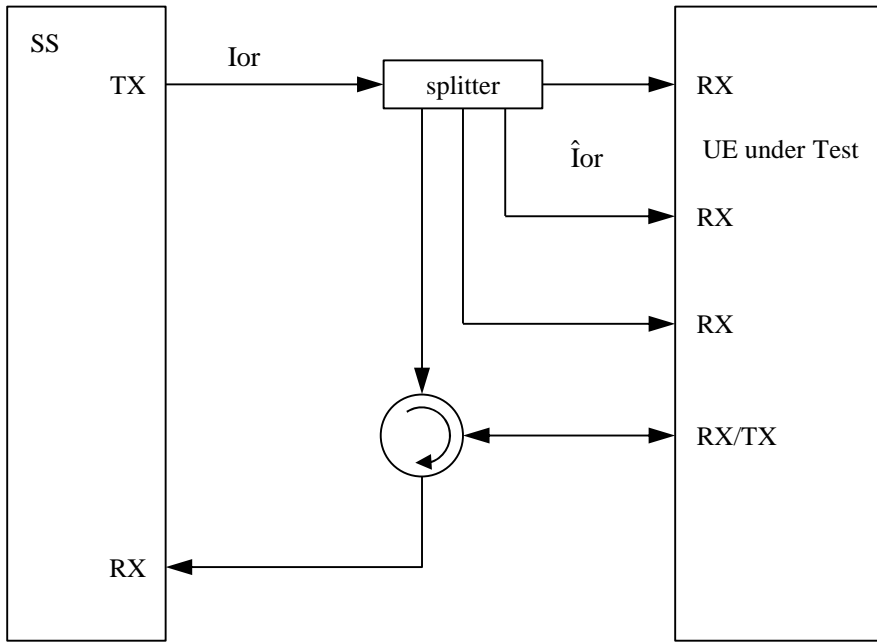 SS
Ior
TX
splitter
RX
UE under Test
Îor
RX
RX
RX/TX
RX